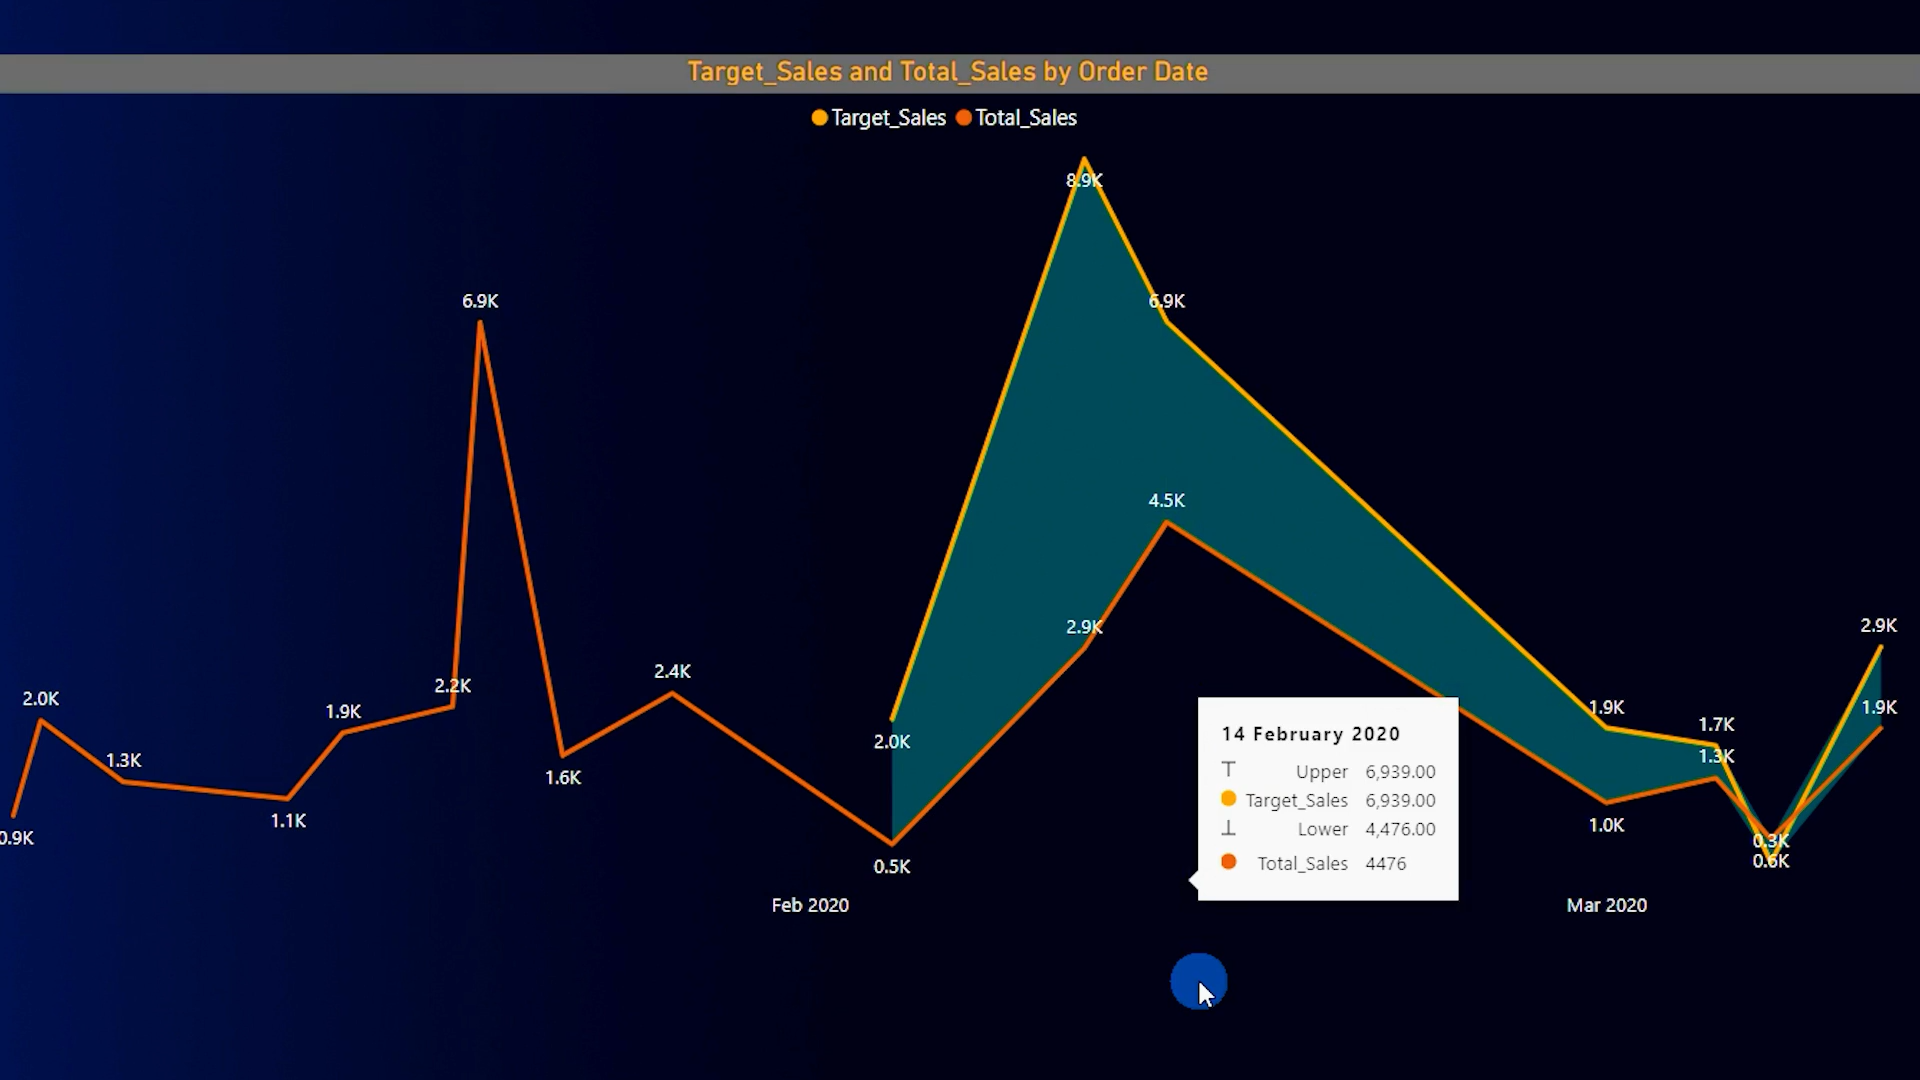 Target_Sales and Total_Sales by Order Date
Target_Sales Total_Sales
8.9K
6.9K
6.9K
4.5K
2.9K
2.9K
2.4K
2.2K
2.0K
1.9K
1.9K
1.9K
1.7K
2.0K
1.3K
1.3K
1.6K
1.1K
1.0K
0.9K
0.3K
0.6K
0.5K
14 February 2020
Upper 6,939.00
Target_Sales 6,939.00
Lower 4,476.00
Total_Sales 4476
Feb 2020 Mar 2020